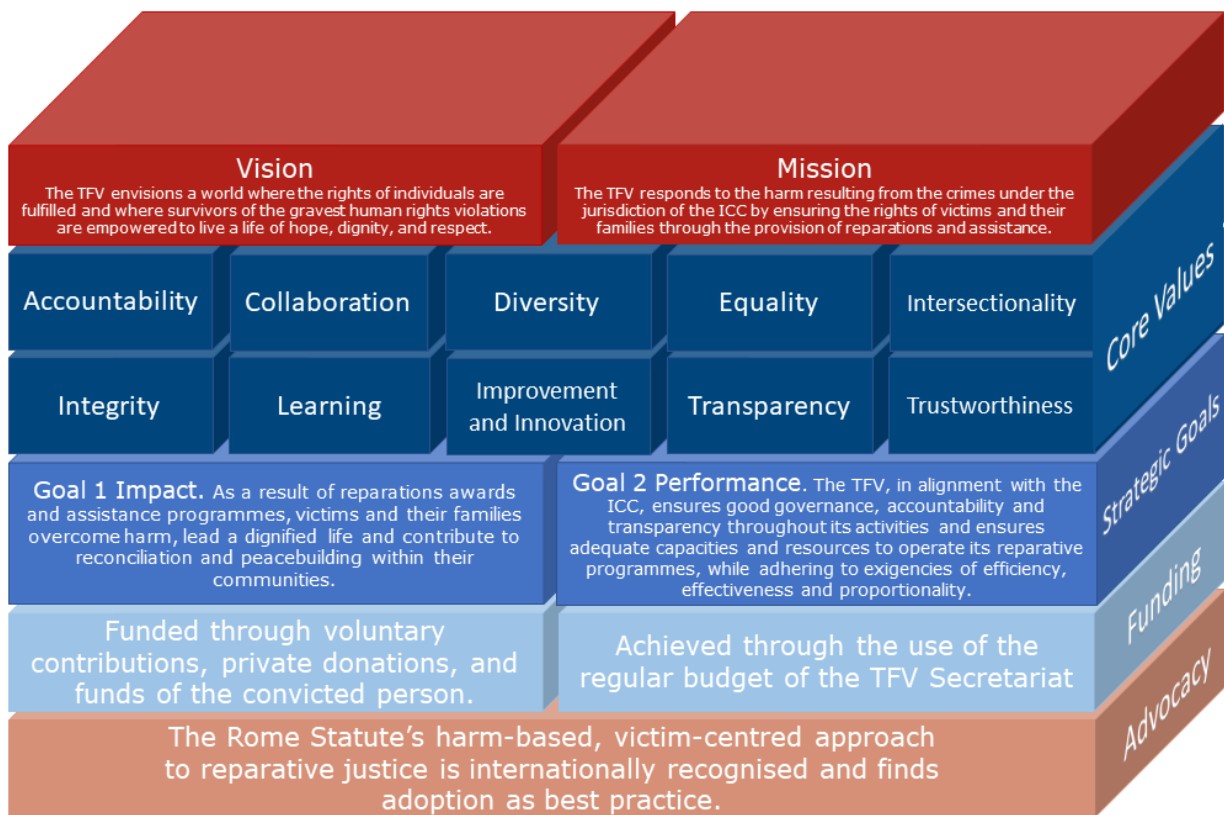 Vision
The TFV envisions a world where the rights of individuals are
fulfilled and where survivors of the gravest human rights violations
are empowered to live a life of hope, dignity, and respect.
Mission
The TFV responds to the harm resulting from the crimes under the
jurisdiction of the ICC by ensuring the rights of victims and their
families through the provision of reparations and assistance.
Accountability
Collaboration
Diversity
Equality
Intersectionality
Integrity
Learning
Improvement
and Innovation
Transparency
Trustworthiness
Core Values
Goal 1 Impact. As a result of reparations awards
and assistance programmes, victims and their families
overcome harm, lead a dignified life and contribute to
reconciliation and peacebuilding within their
communities.
Goal 2 Performance. The TFV, in alignment with the
ICC, ensures good governance, accountability and
transparency throughout its activities and ensures
adequate capacities and resources to operate its reparative
programmes, while adhering to exigencies of efficiency,
effectiveness and proportionality.
Strategic Goals
Funded through voluntary
contributions, private donations, and
funds of the convicted person.
Achieved through the use of the
regular budget of the TFV Secretariat
Funding
The Rome Statute's harm-based, victim-centred approach
to reparative justice is internationally recognised and finds
adoption as best practice.
Advocacy